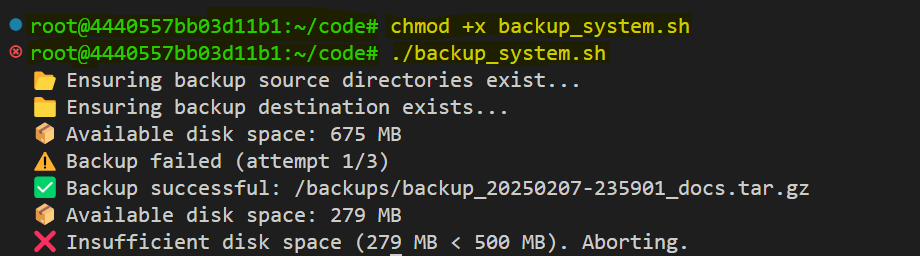 root@4440557bb03d11b1:~/code# chmod +x backup_system.sh
root@4440557bb03d11b1:~/code# ./backup_system.sh
📂 Ensuring backup source directories exist...
📁 Ensuring backup destination exists...
📦 Available disk space: 675 MB
⚠️ Backup failed (attempt 1/3)
✅ Backup successful: /backups/backup_20250207-235901_docs.tar.gz
📦 Available disk space: 279 MB
❌ Insufficient disk space (279 MB < 500 MB). Aborting.